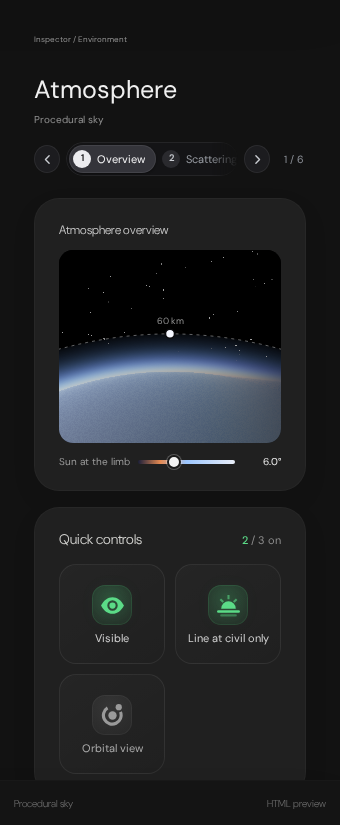 Inspector / Environment
Atmosphere
Procedural sky
1 Overview 2 Scattering 1 / 6
Atmosphere overview
60 km
Sun at the limb 6.0°
Quick controls 2 / 3 on
Visible Line at civil only
Orbital view
Procedural sky HTML preview